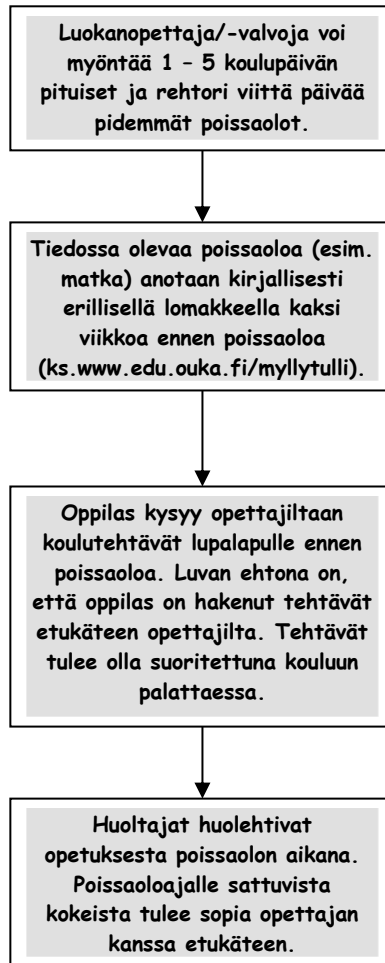 Luokanopettaja/-valvoja voi
myöntää 1 – 5 koulupäivän
pituiset ja rehtori viittä päivää
pidemmät poissaolot.
Tiedossa olevaa poissaoloa (esim.
matka) anotaan kirjallisesti
erillisellä lomakkeella kaksi
viikkoa ennen poissaoloa
(ks.www.edu.ouka.fi/myllytulli).
Oppilas kysyy opettajiltaan
koulutehtävät lupalapulle ennen
poissaoloa. Luvan ehtona on,
että oppilas on hakenut tehtävät
etukäteen opettajilta. Tehtävät
tulee olla suoritettuna kouluun
palattaessa.
Huoltajat huolehtivat
opetuksesta poissaolon aikana.
Poissaoloajalle sattuvista
kokeista tulee sopia opettajan
kanssa etukäteen.